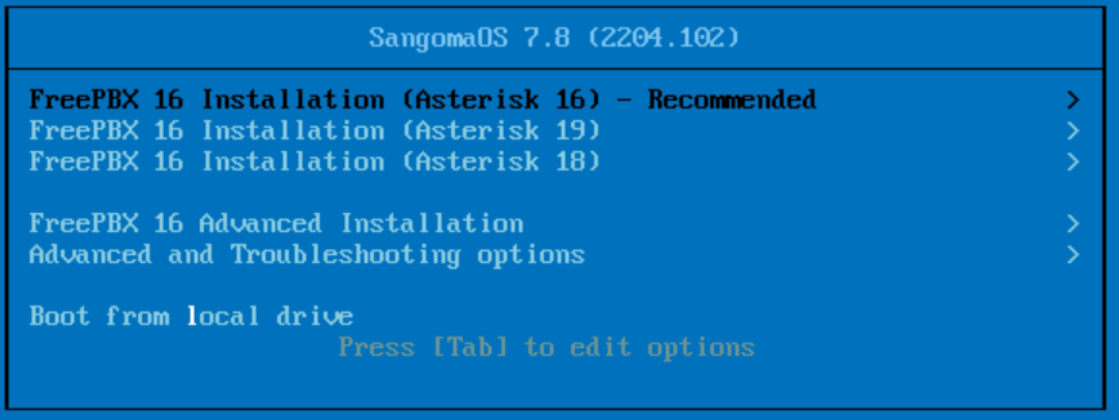 SangomaOS 7.8 (2204.102)
FreePBX 16 Installation (Asterisk 16) - Recommended >
FreePBX 16 Installation (Asterisk 19) >
FreePBX 16 Installation (Asterisk 18) >
FreePBX 16 Advanced Installation >
Advanced and Troubleshooting options >
Boot from local drive
Press [Tab] to edit options